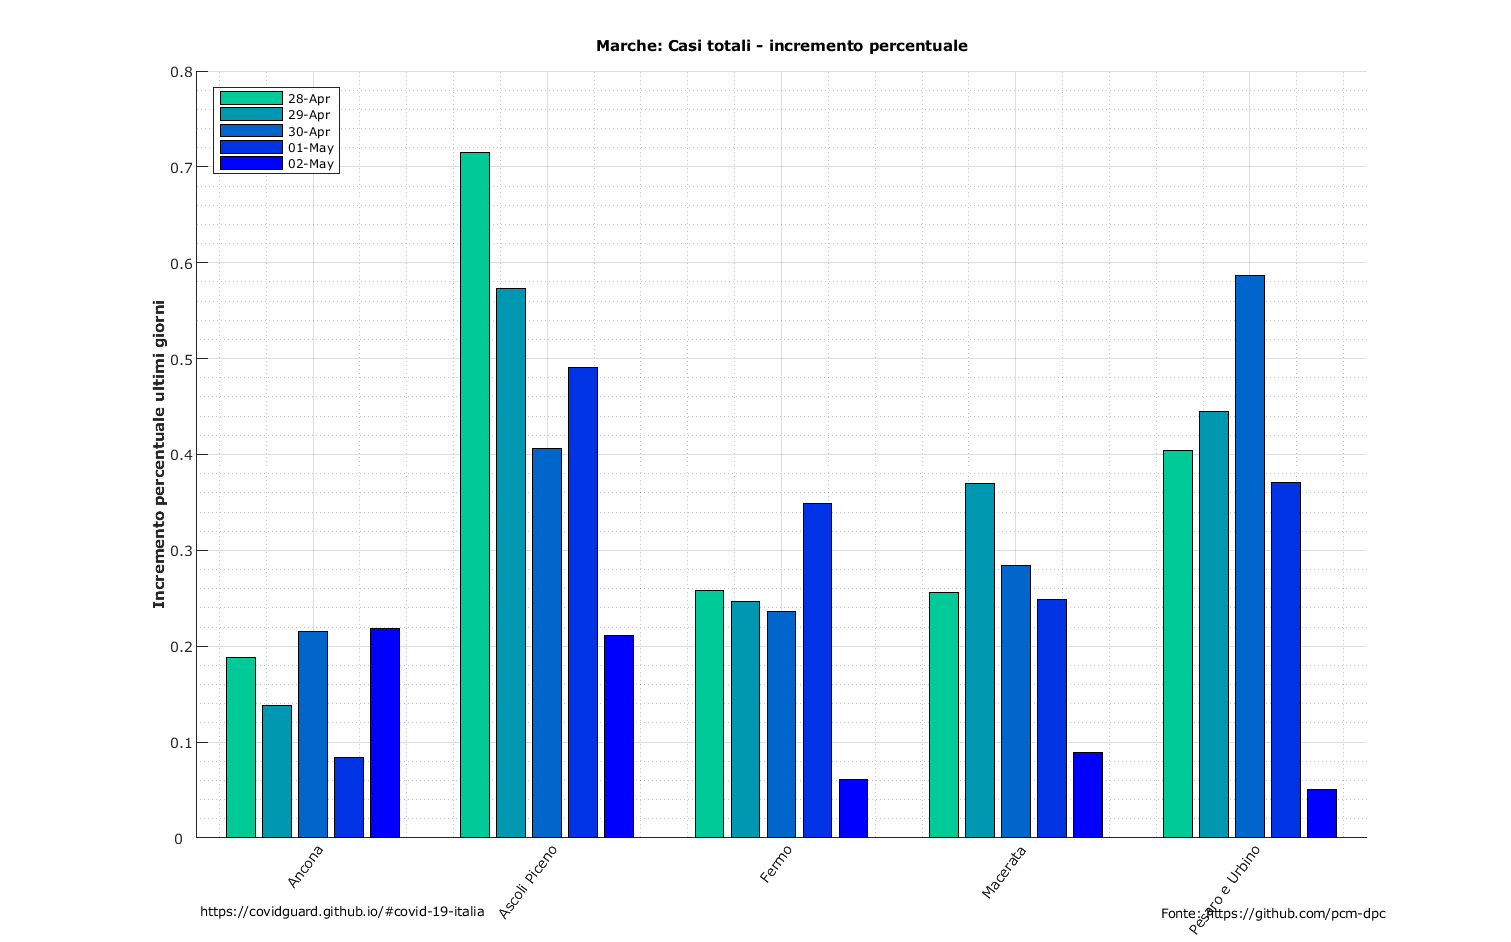 Marche: Casi totali - incremento percentuale
Incremento percentuale ultimi giorni
0.8
0.7
0.6
0.5
0.4
0.3
0.2
0.1
0
28-Apr
29-Apr
30-Apr
01-May
02-May
Ancona
Ascoli Piceno
Fermo
Macerata
Pesaro e Urbino
https://covidguard.github.io/#covid-19-italia
Fonte: https://github.com/pcm-dpc